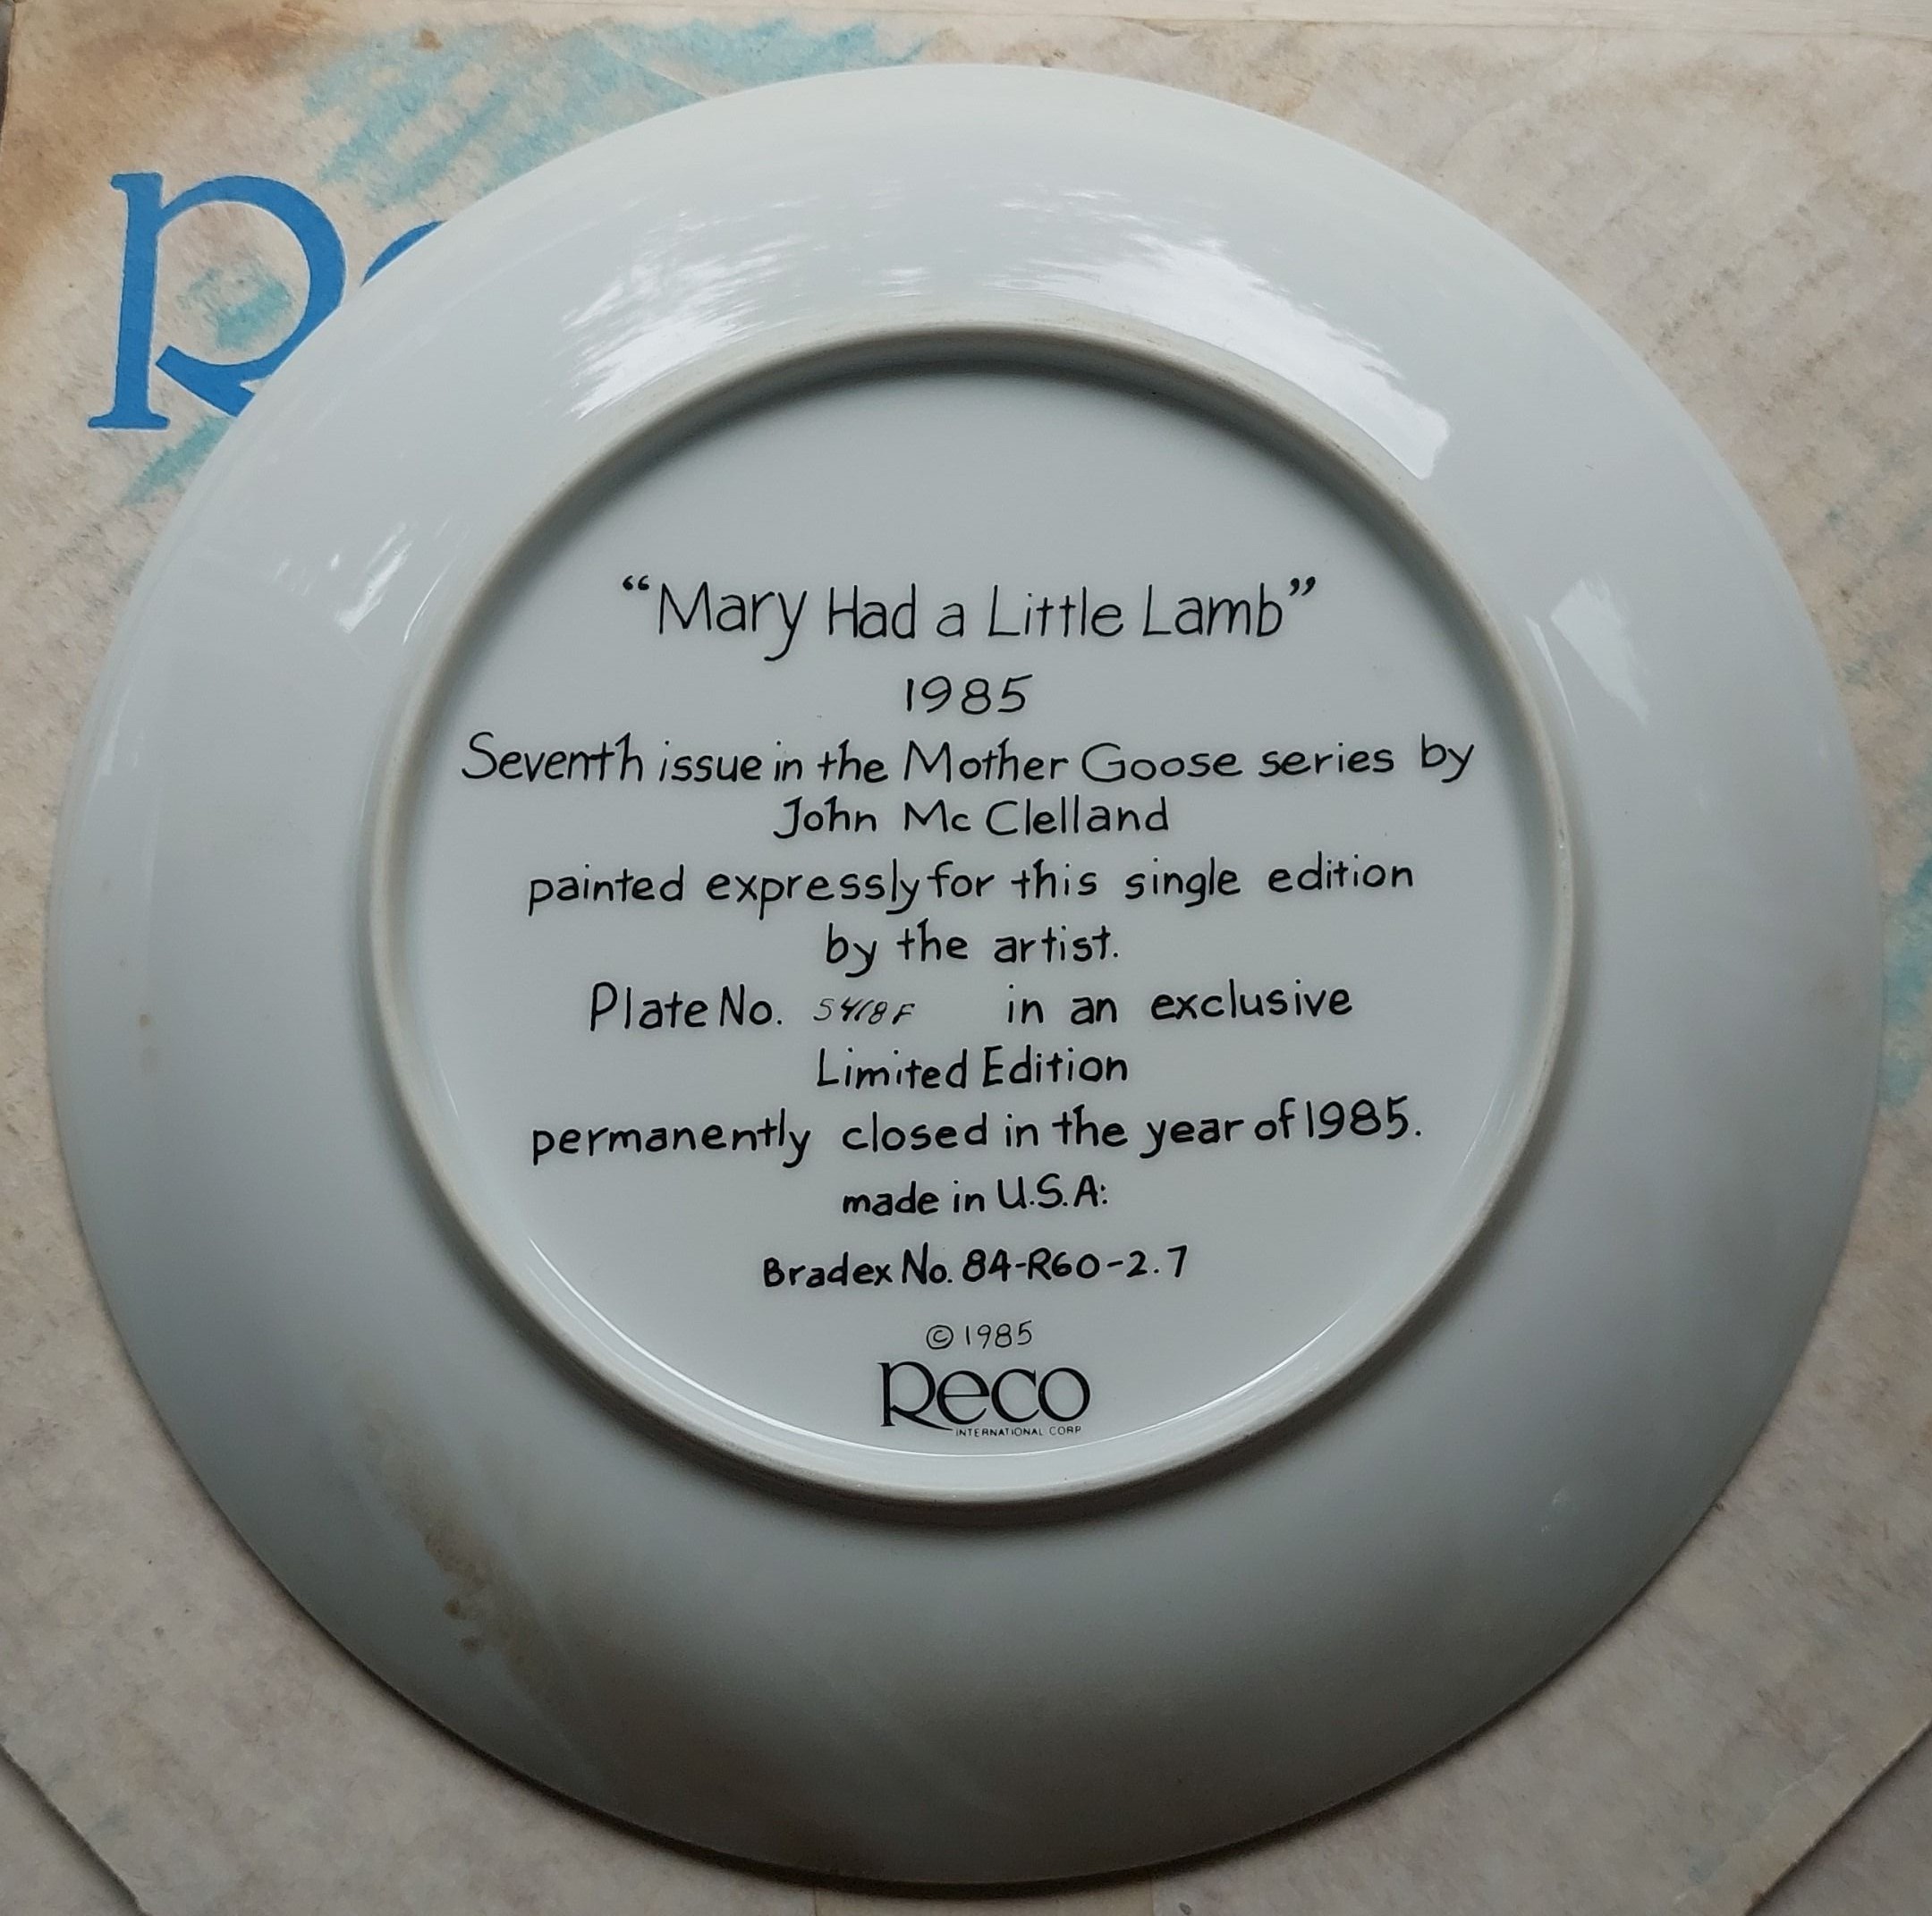 “Mary Had a Little Lamb”
1985
Seventh issue in the Mother Goose series by
John Mc Clelland
painted expressly for this single edition
by the artist.
Plate No. 5418F in an exclusive
Limited Edition
permanently closed in the year of 1985.
made in U.S.A.
Bradex No. 84-R60-2.7
© 1985
Reco
INTERNATIONAL CORP